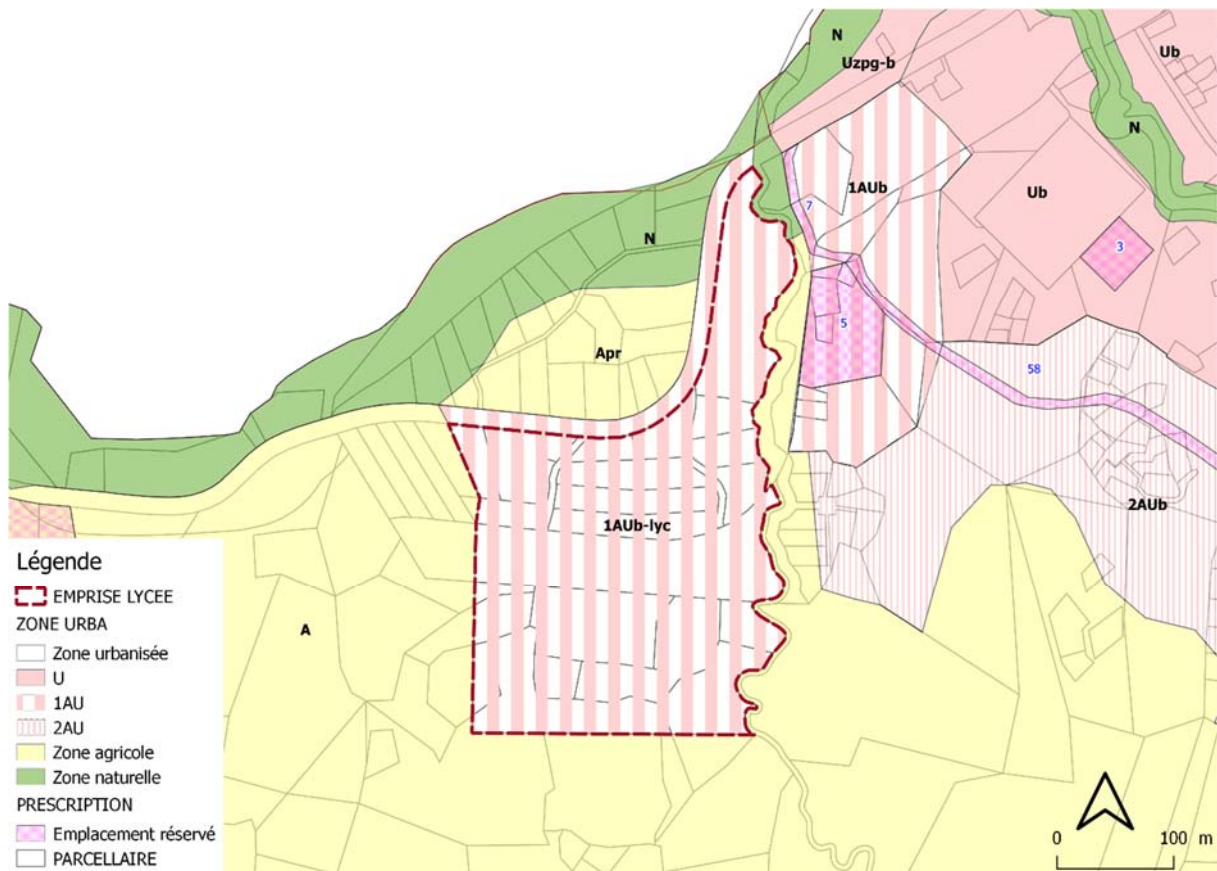 N
Ub
Uzpg-b
N
1AUb
Ub
7
N
3
5
Apr
58
2AUb
1AUb-lyc
A
Légende
EMPRISE LYCEE
ZONE URBA
Zone urbanisée
U
1AU
2AU
Zone agricole
Zone naturelle
PRESCRIPTION
Emplacement réservé
PARCELLAIRE
0 100 m